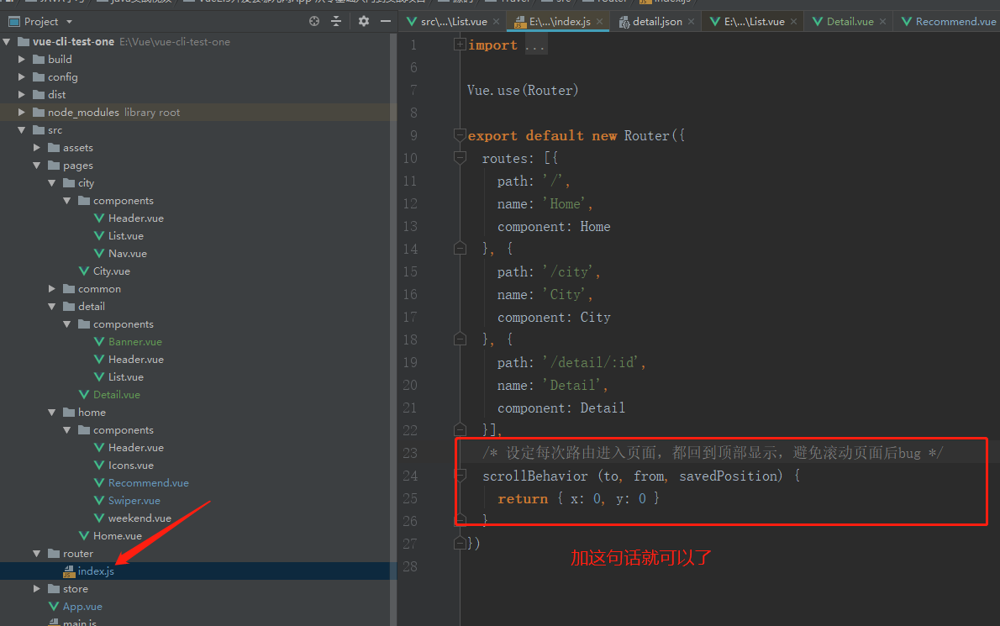 Project
src\...\List.vue
E:\...\index.js
detail.json
E:\...\List.vue
Detail.vue
Recommend.vue
vue-cli-test-one E:\Vue\vue-cli-test-one
build
config
dist
node_modules library root
src
assets
pages
city
components
Header.vue
List.vue
Nav.vue
City.vue
common
detail
components
Banner.vue
Header.vue
List.vue
Detail.vue
home
components
Header.vue
Icons.vue
Recommend.vue
Swiper.vue
weekend.vue
Home.vue
router
index.js
store
App.vue
main.js
1 import ...
6
7 Vue.use(Router)
8
9 export default new Router({
10 routes: [{
11 path: '/',
12 name: 'Home',
13 component: Home
14 }, {
15 path: '/city',
16 name: 'City',
17 component: City
18 }, {
19 path: '/detail/:id',
20 name: 'Detail',
21 component: Detail
22 }],
23 /* 设定每次路由进入页面，都回到顶部显示，避免滚动页面后bug */
24 scrollBehavior (to, from, savedPosition) {
25 return { x: 0, y: 0 }
26 }
27 })
28
加这句话就可以了